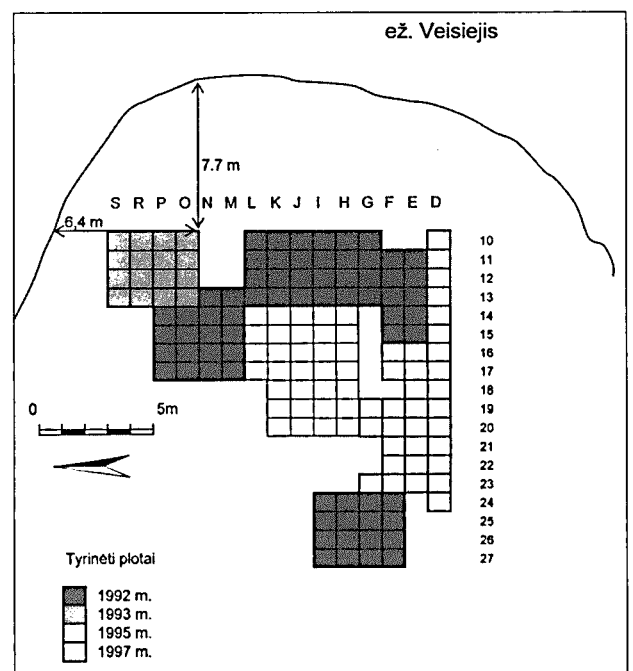 ež. Veisiejis
7.7 m
S R P O N M L K J I H G F E D
6,4 m
10
11
12
13
14
15
16
17
18
19
20
21
22
23
24
25
26
27
0 5m
Tyrinėti plotai
1992 m.
1993 m.
1995 m.
1997 m.